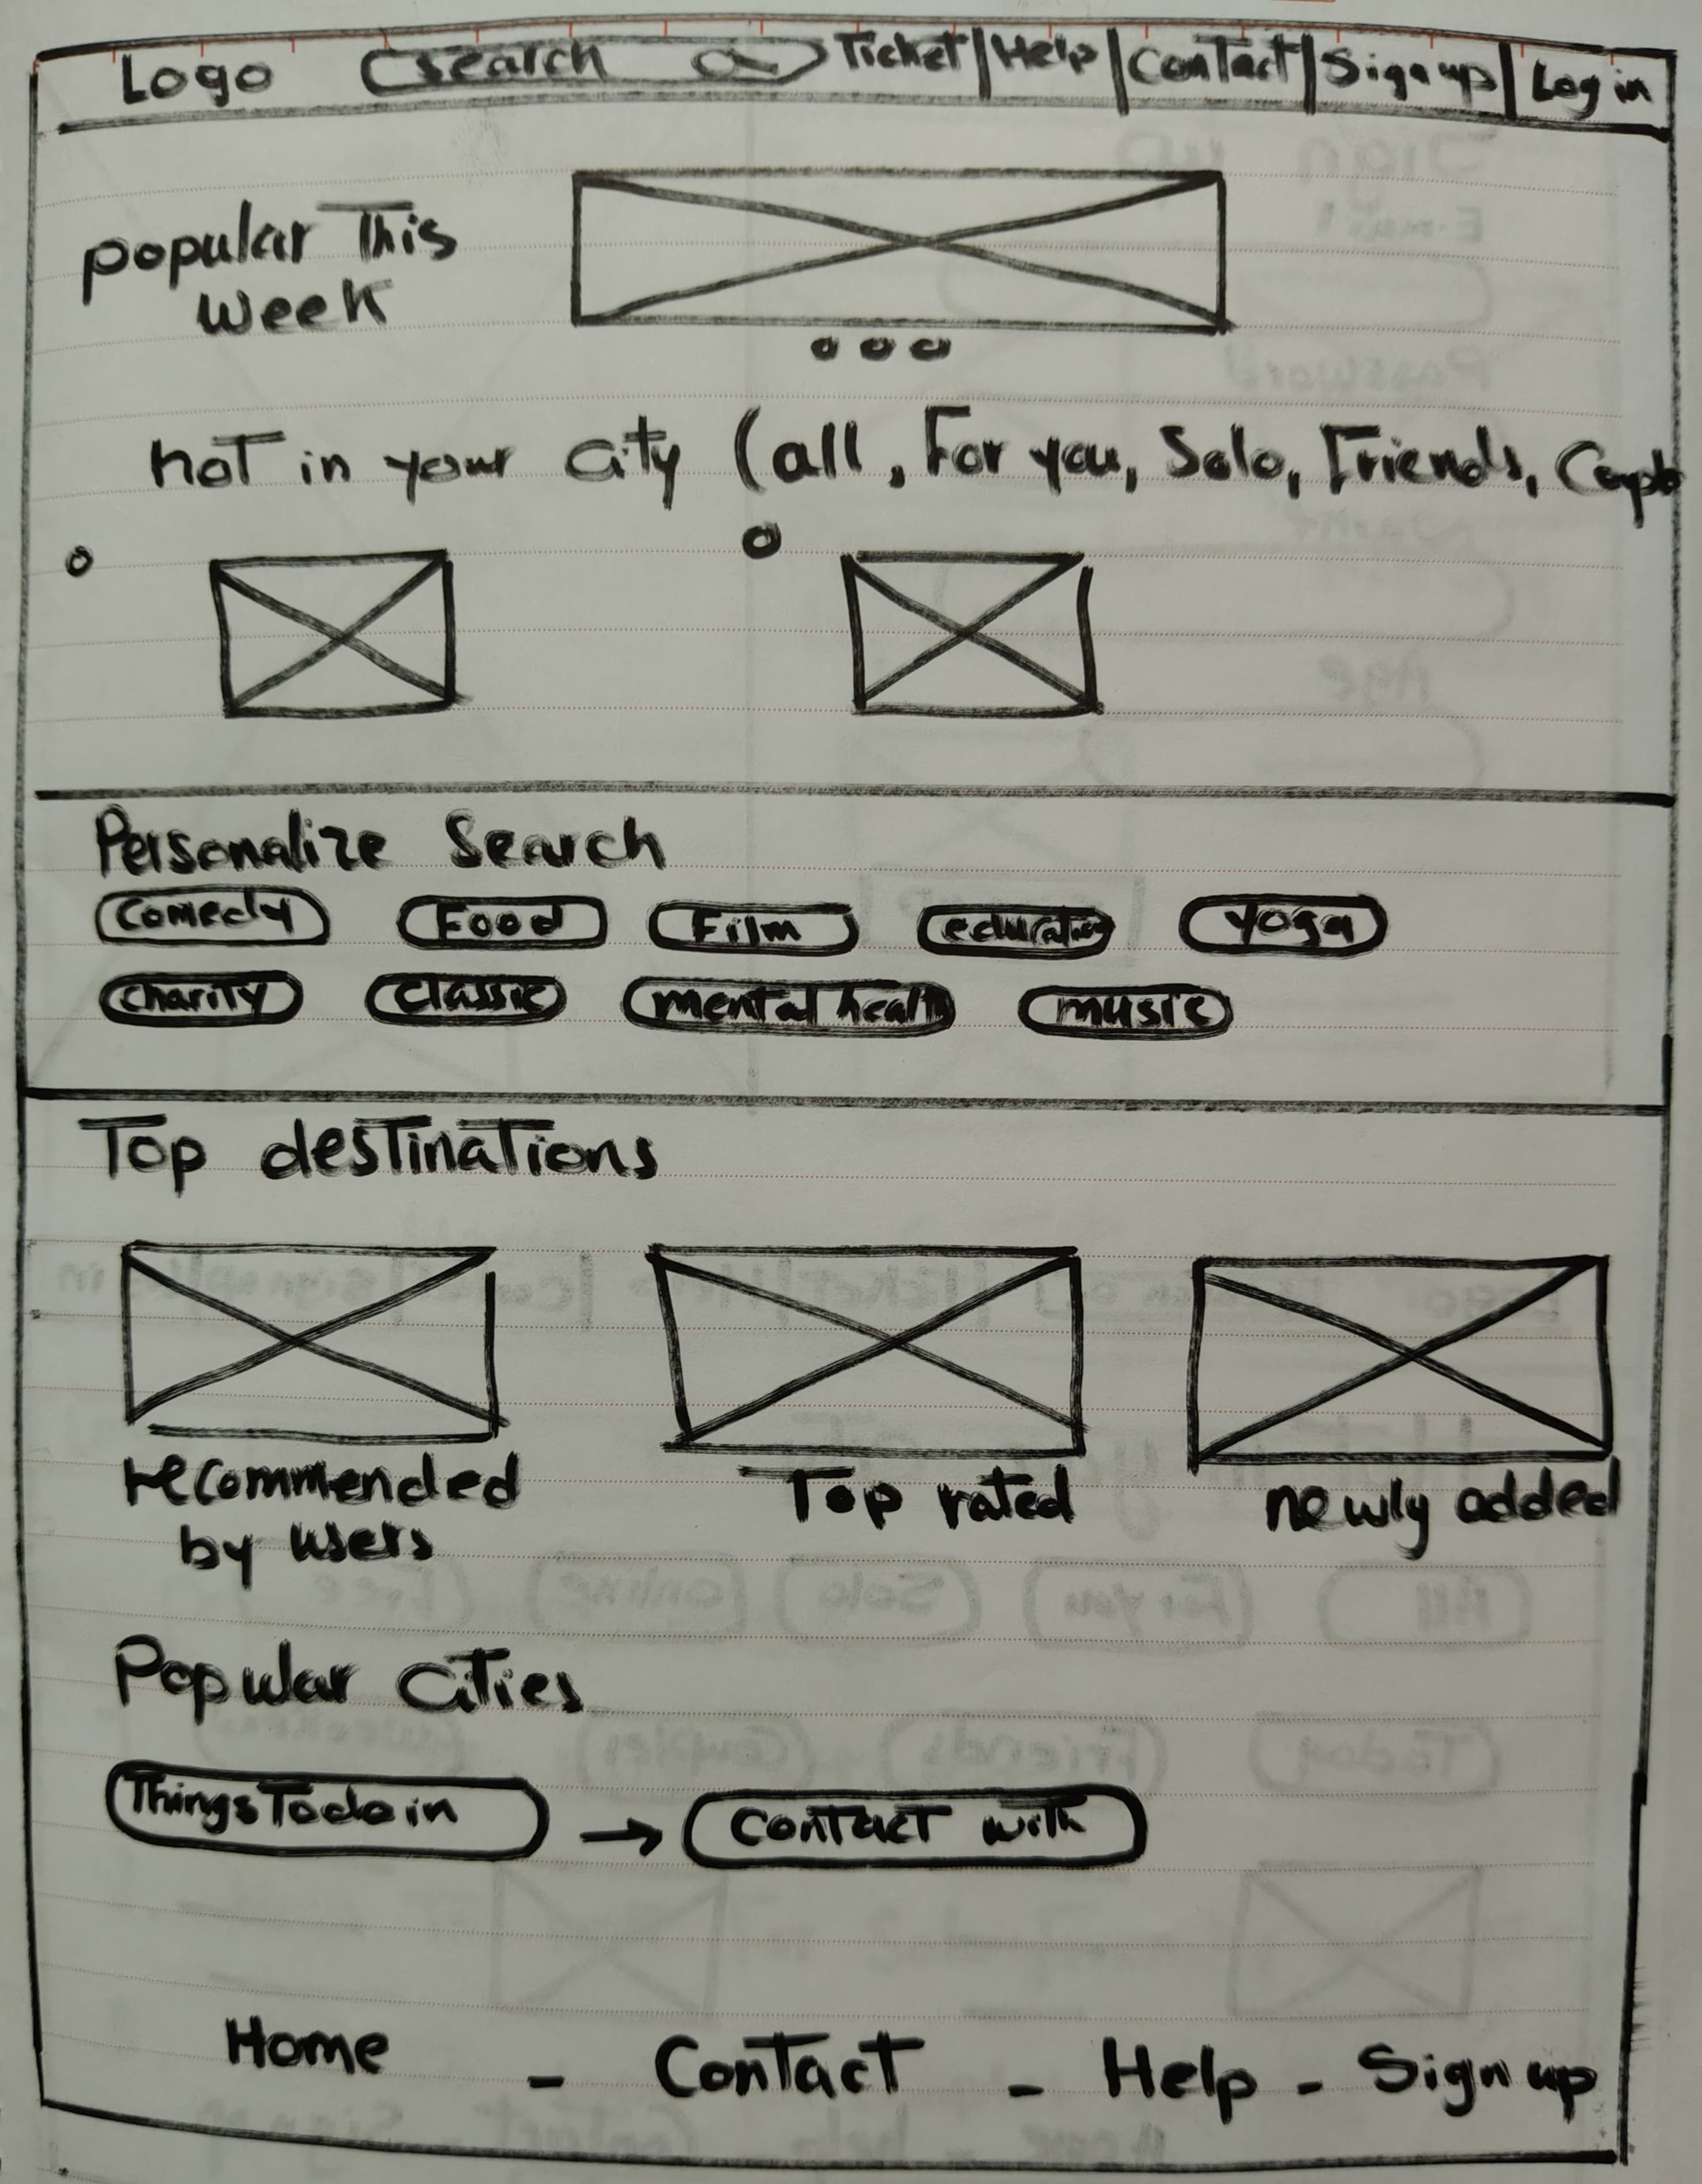 Logo search Ticket | Help | Contact | Sign up | Log in
popular This
week
hot in your city (all, For you, Solo, Friends,
Personalize Search
Comedy Food Film education Yoga
charity classic mental health music
Top destinations
recommended Top rated newly added
by users
Popular cities
Things To do in → contact with
Home - Contact - Help - Sign up